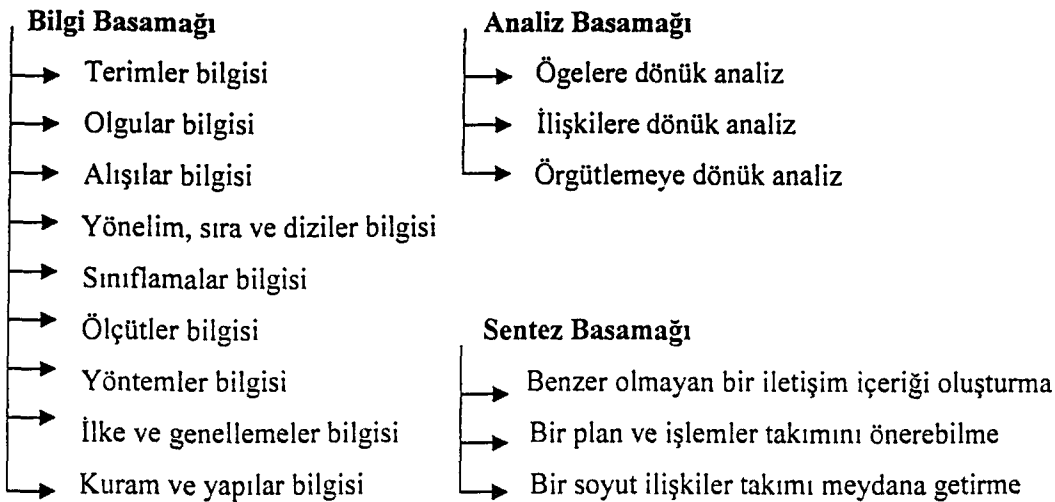 Bilgi Basamağı
Terimler bilgisi
Olgular bilgisi
Alışılar bilgisi
Yönelim, sıra ve diziler bilgisi
Sınıflamalar bilgisi
Ölçütler bilgisi
Yöntemler bilgisi
İlke ve genellemeler bilgisi
Kuram ve yapılar bilgisi
Analiz Basamağı
Ögelere dönük analiz
İlişkilere dönük analiz
Örgütlemeye dönük analiz
Sentez Basamağı
Benzer olmayan bir iletişim içeriği oluşturma
Bir plan ve işlemler takımını önerebilme
Bir soyut ilişkiler takımı meydana getirme